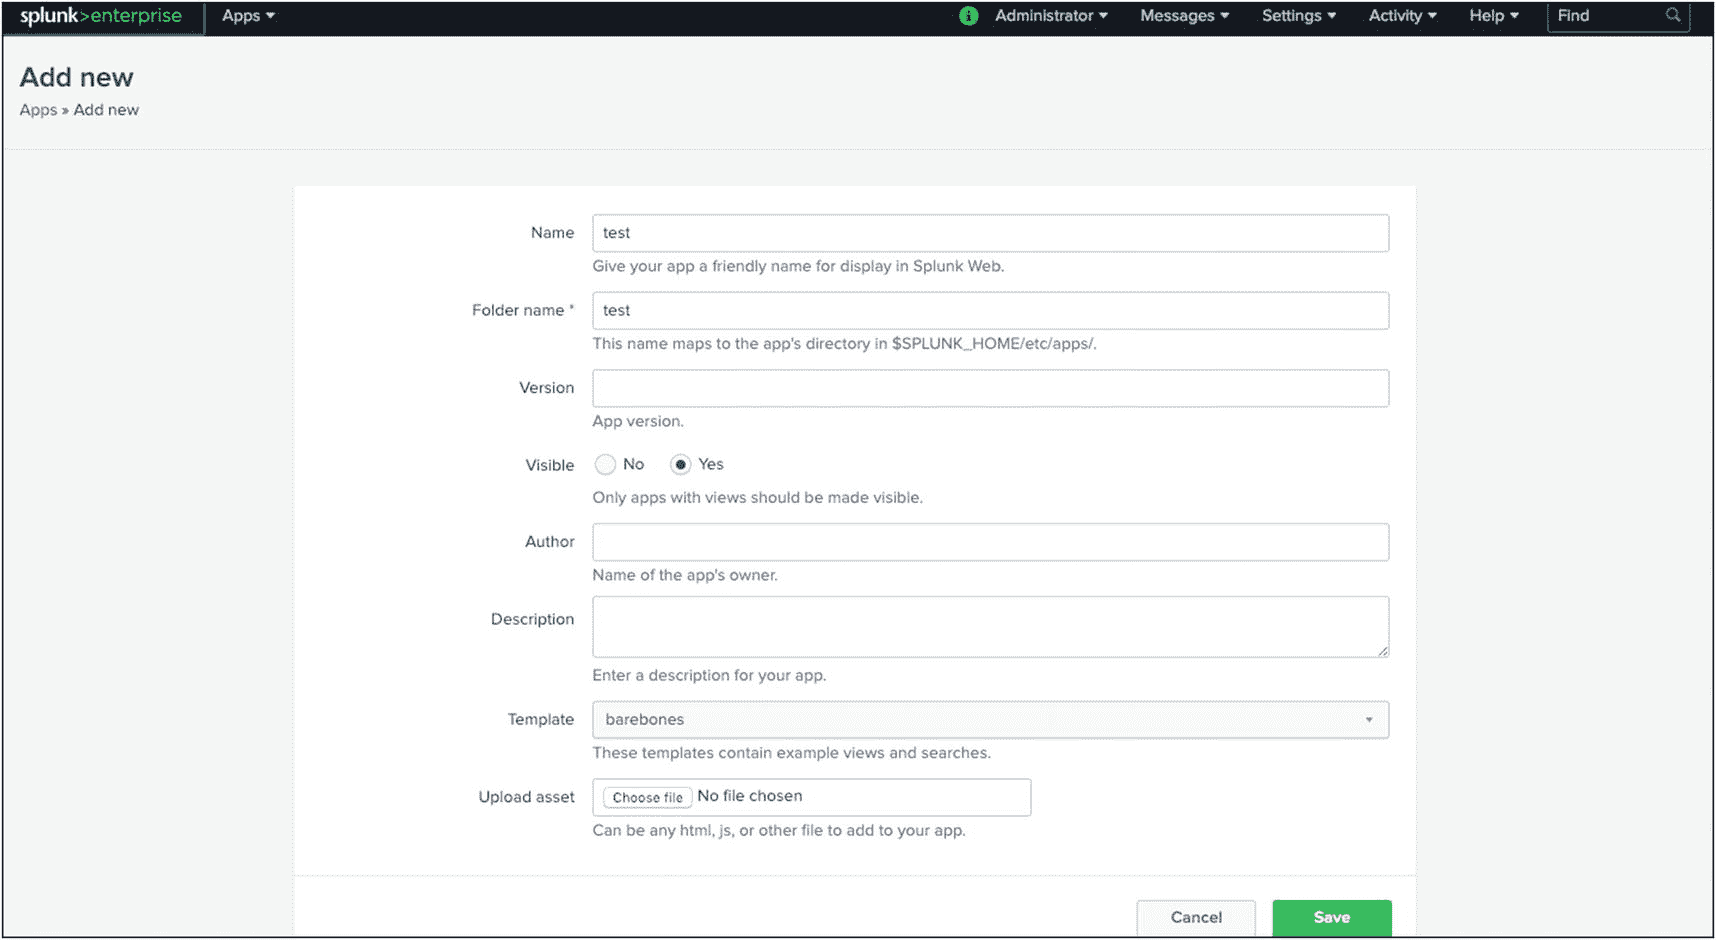 splunk>enterprise Apps Administrator Messages Settings Activity Help Find
Add new
Apps » Add new
Name test
Give your app a friendly name for display in Splunk Web.
Folder name * test
This name maps to the app's directory in $SPLUNK_HOME/etc/apps/.
Version
App version.
Visible No Yes
Only apps with views should be made visible.
Author
Name of the app's owner.
Description
Enter a description for your app.
Template barebones
These templates contain example views and searches.
Upload asset Choose file No file chosen
Can be any html, js, or other file to add to your app.
Cancel Save